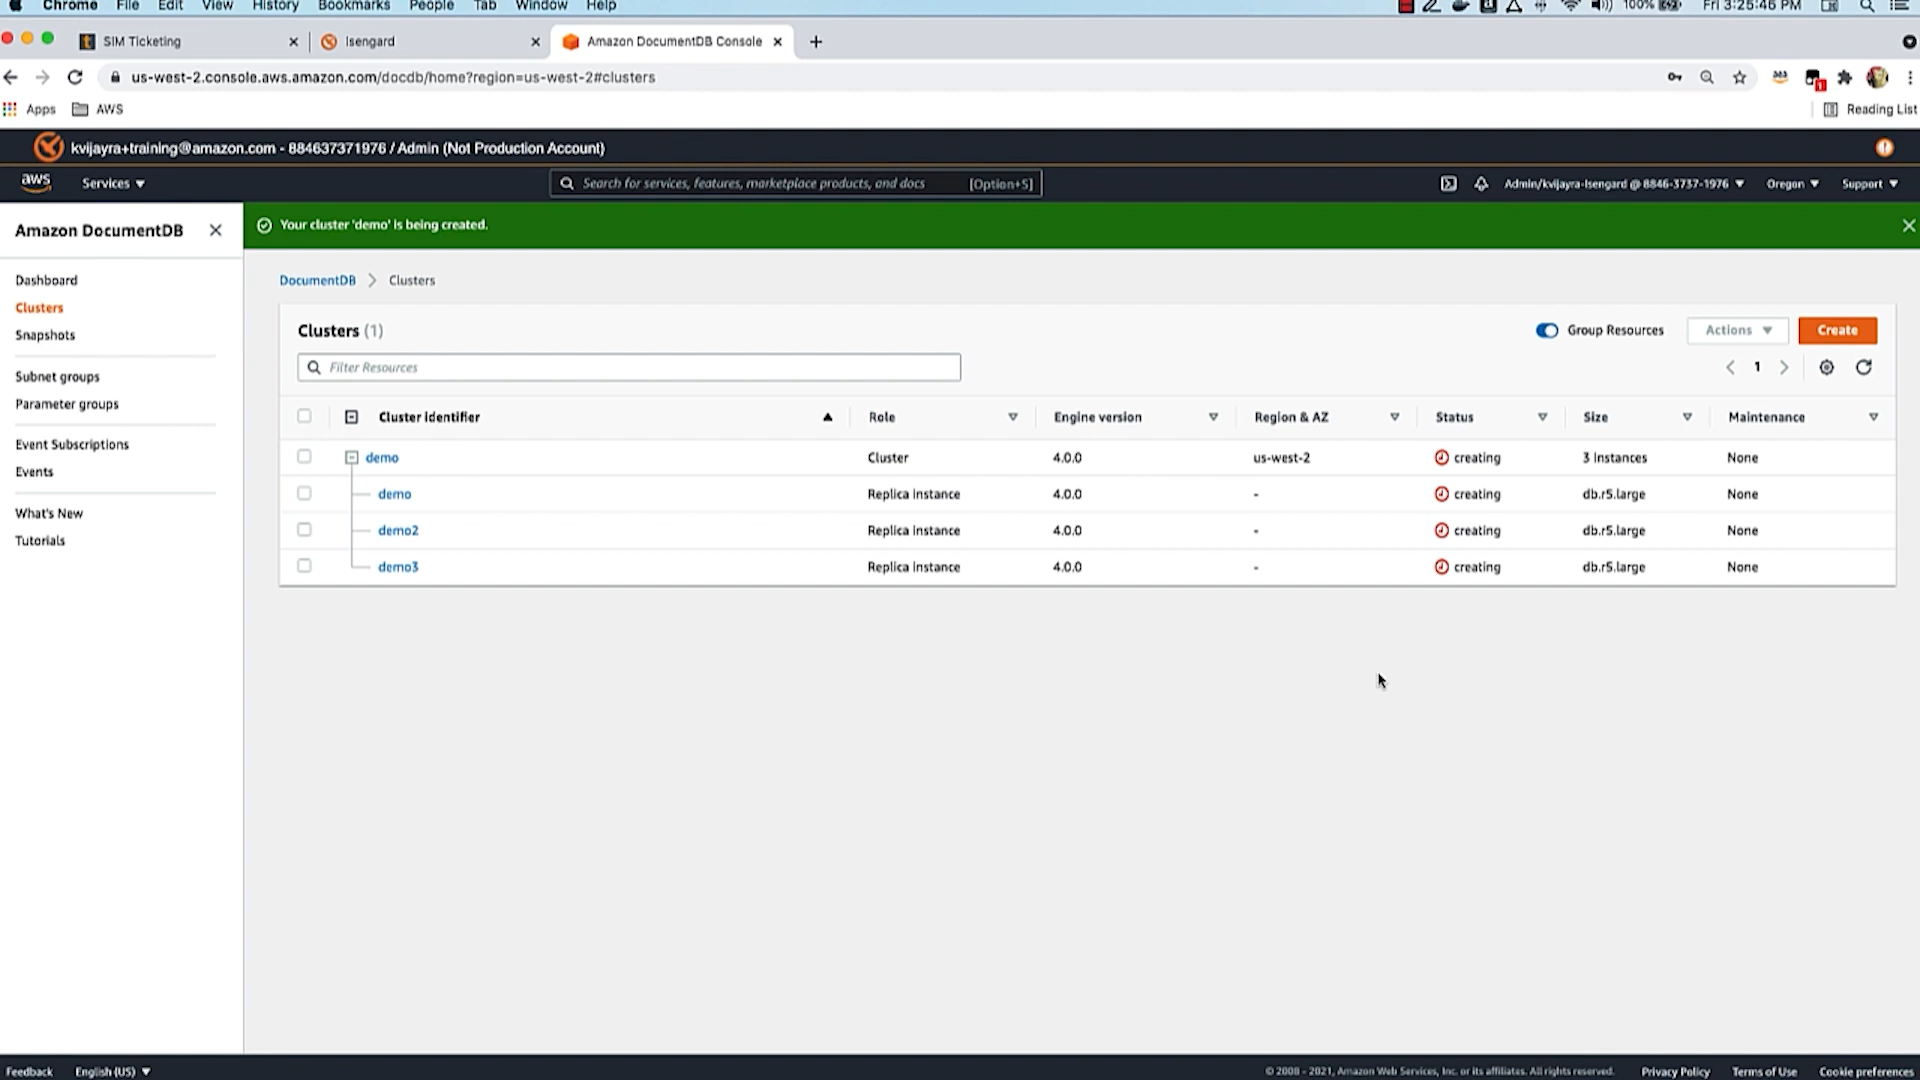 Chrome File Edit View History Bookmarks People Tab Window Help 100% Fri 3:25:46 PM
SIM Ticketing Isengard Amazon DocumentDB Console
us-west-2.console.aws.amazon.com/docdb/home?region=us-west-2#clusters
Apps AWS Reading List
kvijayra+training@amazon.com - 884637371976 / Admin (Not Production Account)
aws Services Search for services, features, marketplace products, and docs [Option+S] Admin/kvijayra-Isengard @ 8846-3737-1976 Oregon Support
Amazon DocumentDB
Your cluster 'demo' is being created.
Dashboard
Clusters
Snapshots
Subnet groups
Parameter groups
Event Subscriptions
Events
What's New
Tutorials
DocumentDB > Clusters
Clusters (1) Group Resources Actions Create
Filter Resources 1
Cluster identifier Role Engine version Region & AZ Status Size Maintenance
demo Cluster 4.0.0 us-west-2 creating 3 Instances None
demo Replica instance 4.0.0 - creating db.r5.large None
demo2 Replica instance 4.0.0 - creating db.r5.large None
demo3 Replica instance 4.0.0 - creating db.r5.large None
Feedback English (US) © 2008 - 2021, Amazon Web Services, Inc. or its affiliates. All rights reserved. Privacy Policy Terms of Use Cookie preferences